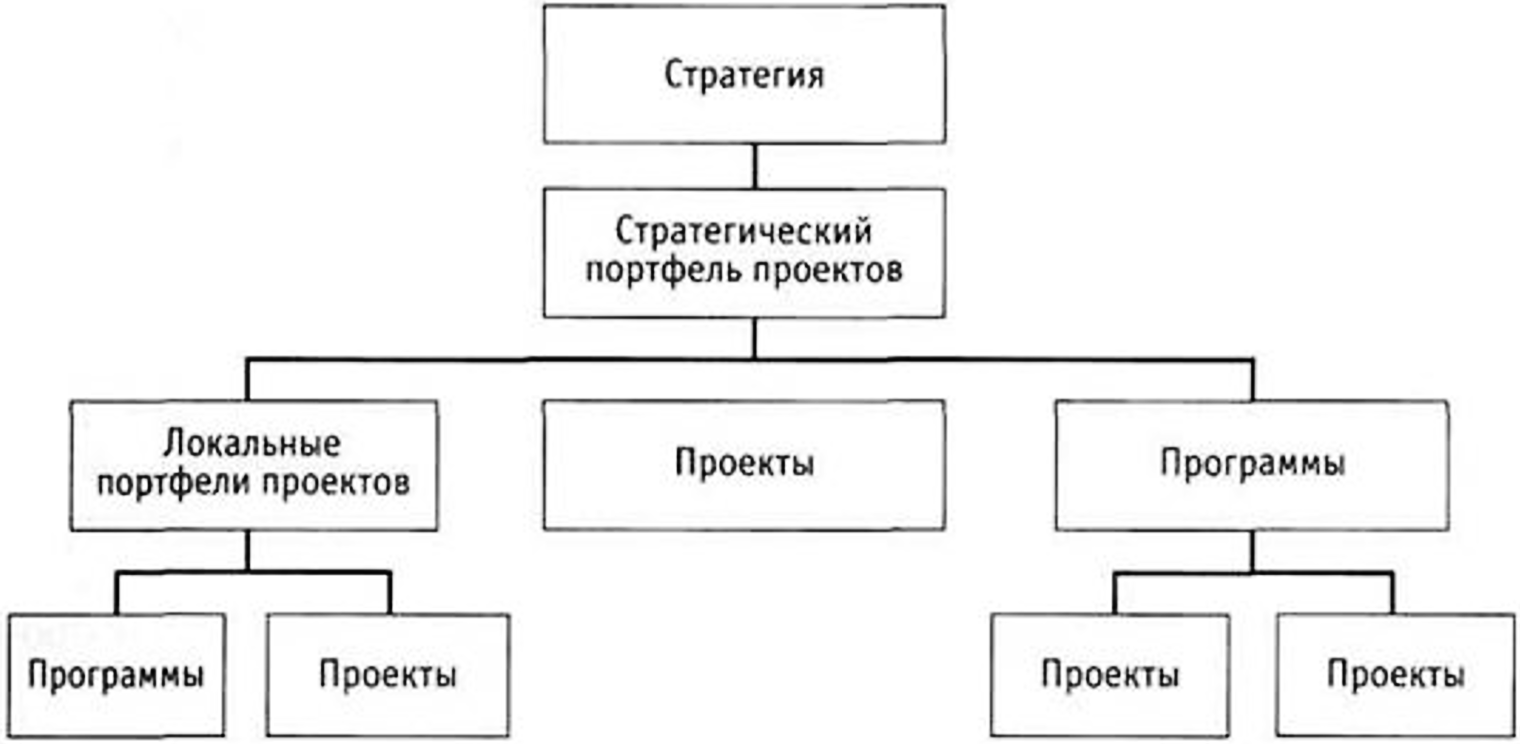 Стратегия
Стратегический
портфель проектов
Локальные
портфели проектов
Проекты
Программы
Программы
Проекты
Проекты
Проекты